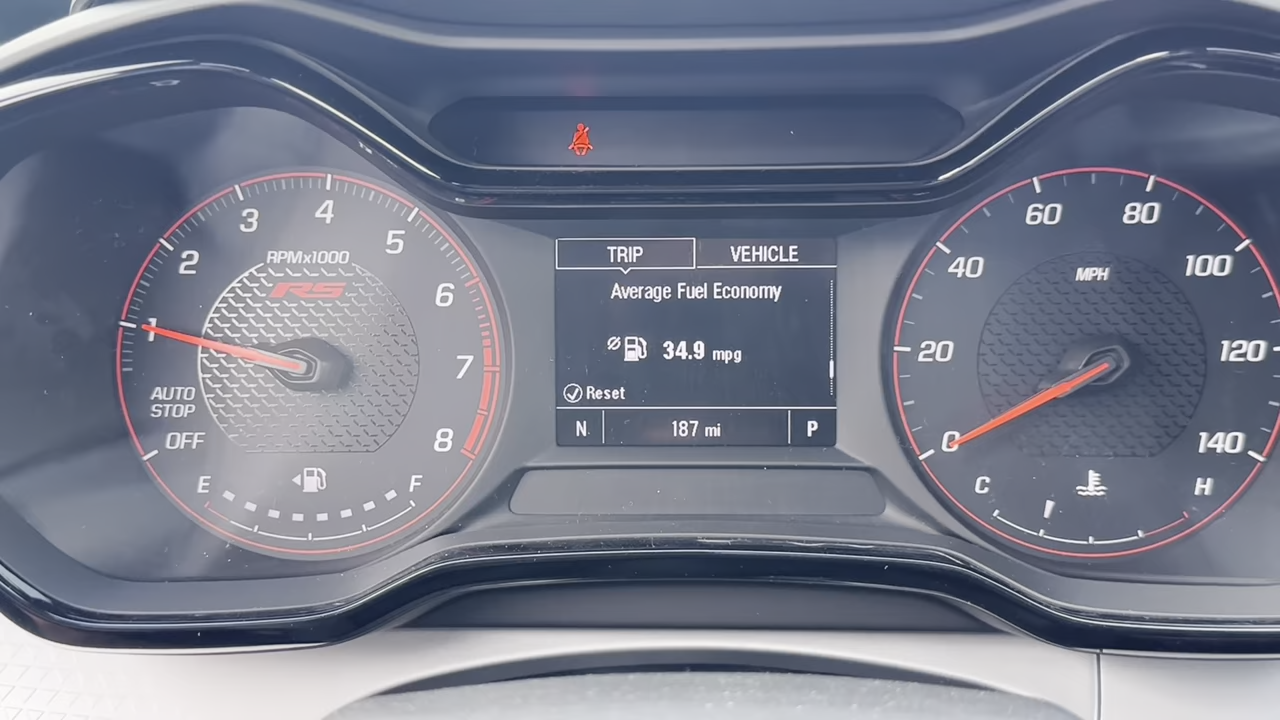 RPMx1000
RS
1
2
3
4
5
6
7
8
AUTO
STOP
OFF
E
F
TRIP
VEHICLE
Average Fuel Economy
34.9 mpg
Reset
N
187 mi
P
MPH
0
20
40
60
80
100
120
140
C
H